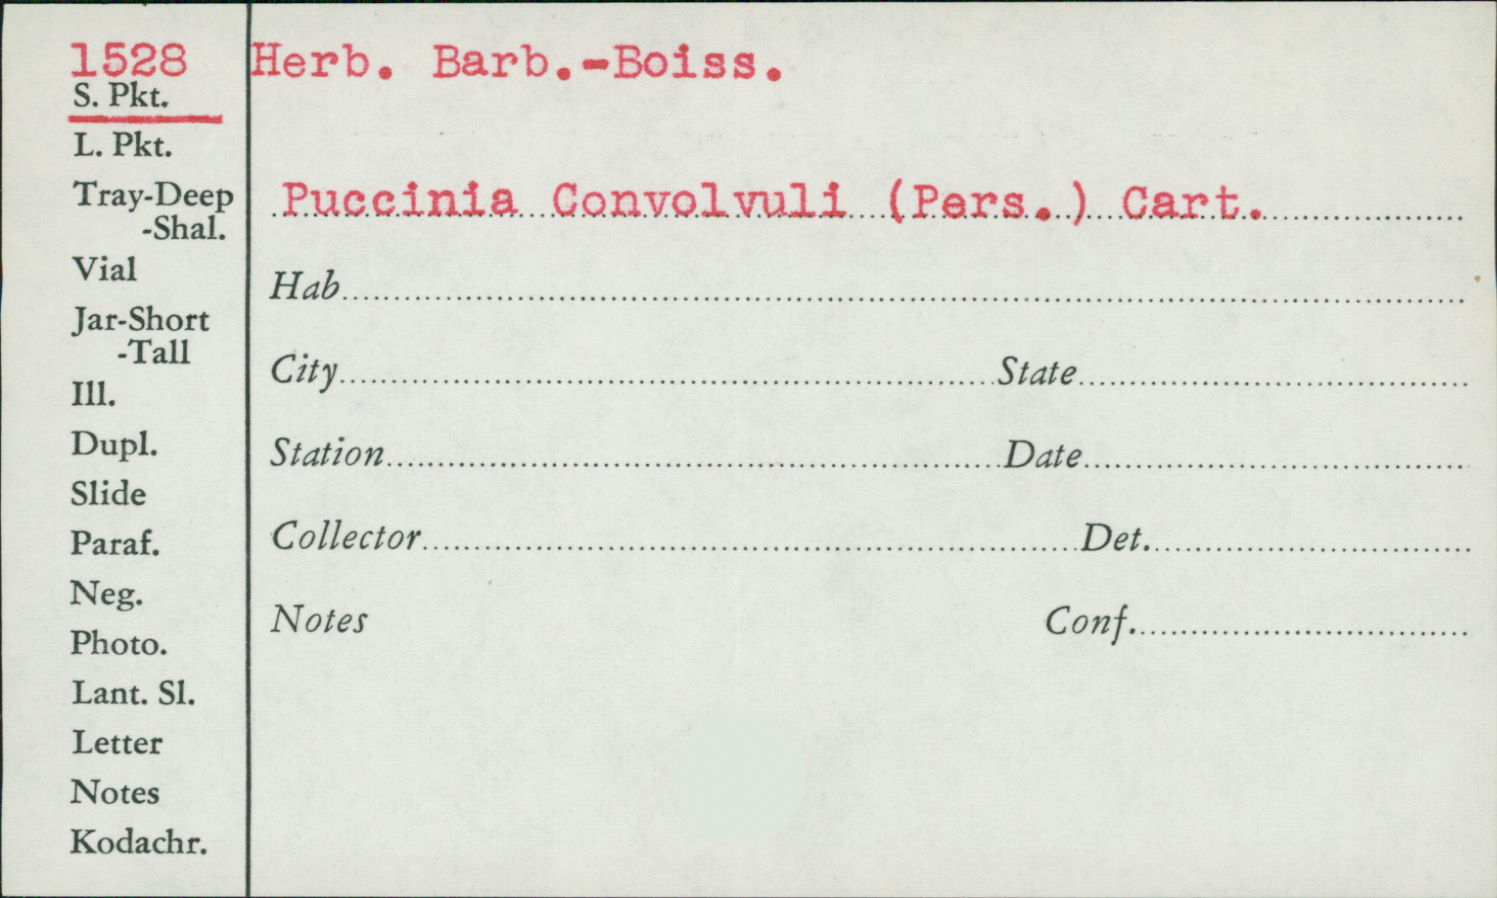 1528 Herb. Barb.-Boiss.
S. Pkt.
L. Pkt.
Tray-Deep
-Shal.
Puccinia Convolvuli (Pers.) Cart.
Vial
Hab
Jar-Short
-Tall
City State
Ill.
Dupl.
Station Date
Slide
Paraf.
Collector Det.
Neg.
Notes Conf.
Photo.
Lant. Sl.
Letter
Notes
Kodachr.